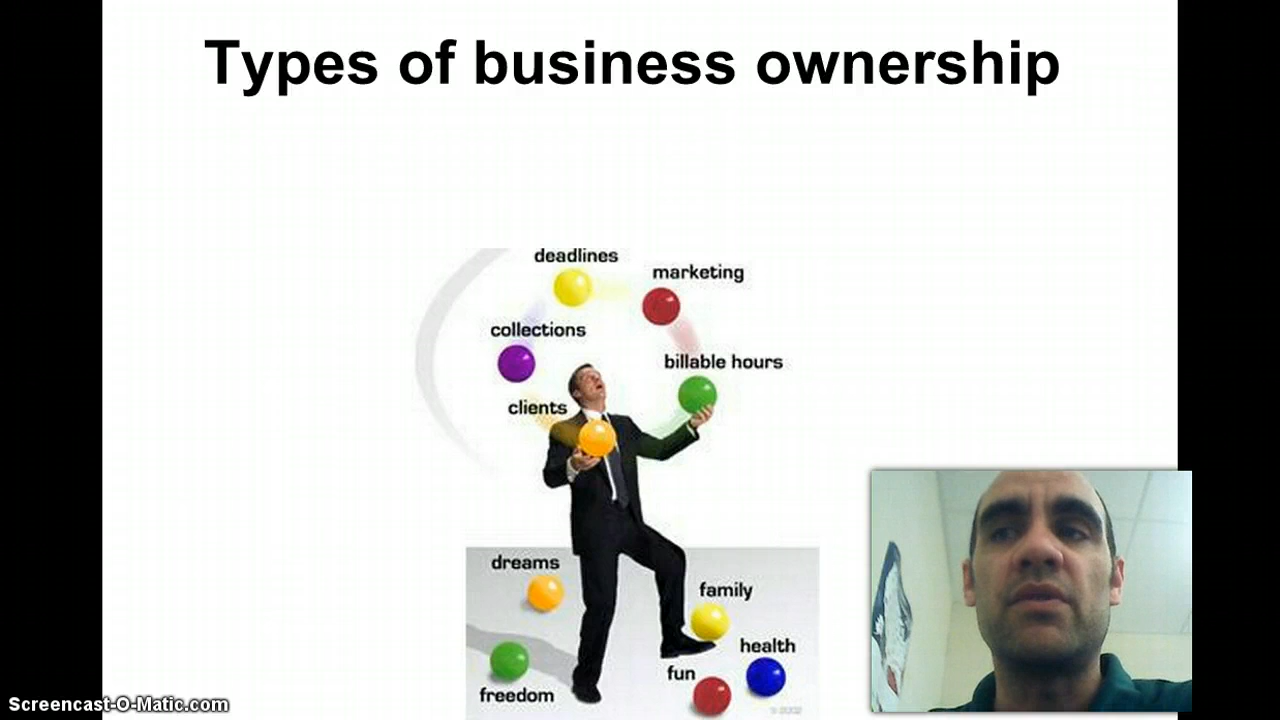 Types of business ownership
deadlines
marketing
collections
billable hours
clients
dreams
family
health
fun
freedom
Screencast-O-Matic.com